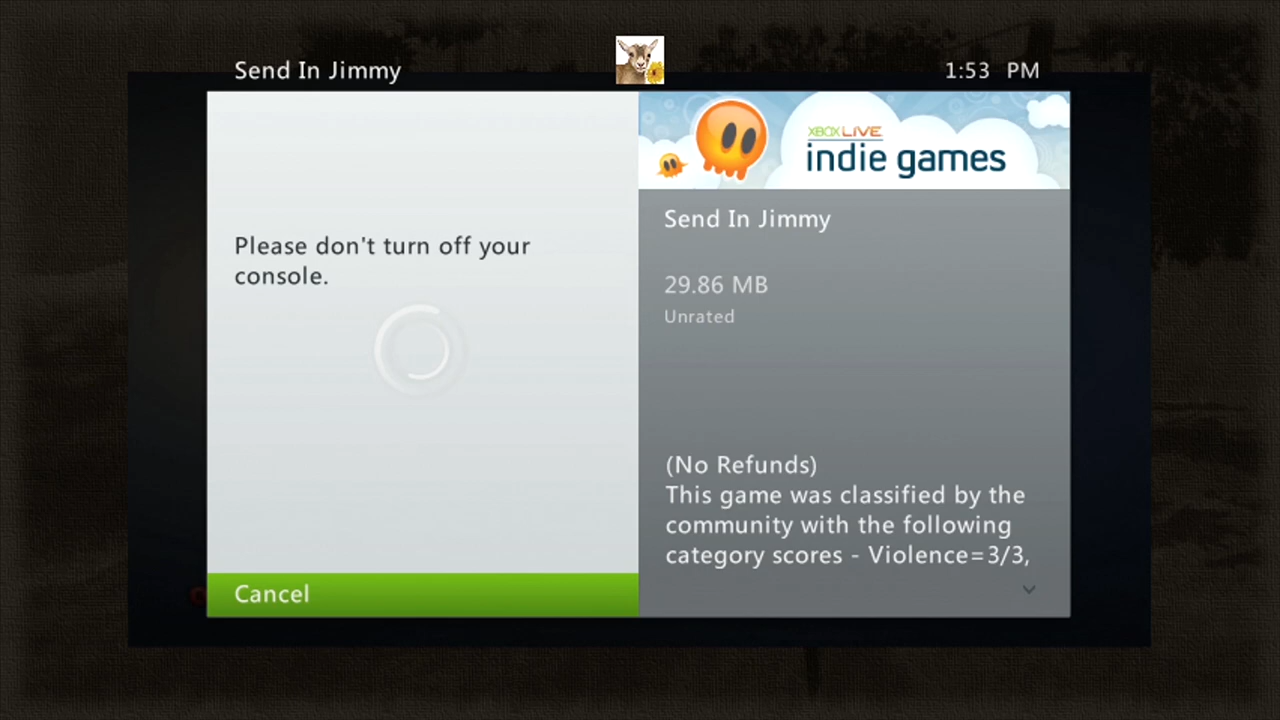 Send In Jimmy
1:53 PM
Please don't turn off your
console.
Cancel
XBOX LIVE
indie games
Send In Jimmy
29.86 MB
Unrated
(No Refunds)
This game was classified by the
community with the following
category scores - Violence=3/3,